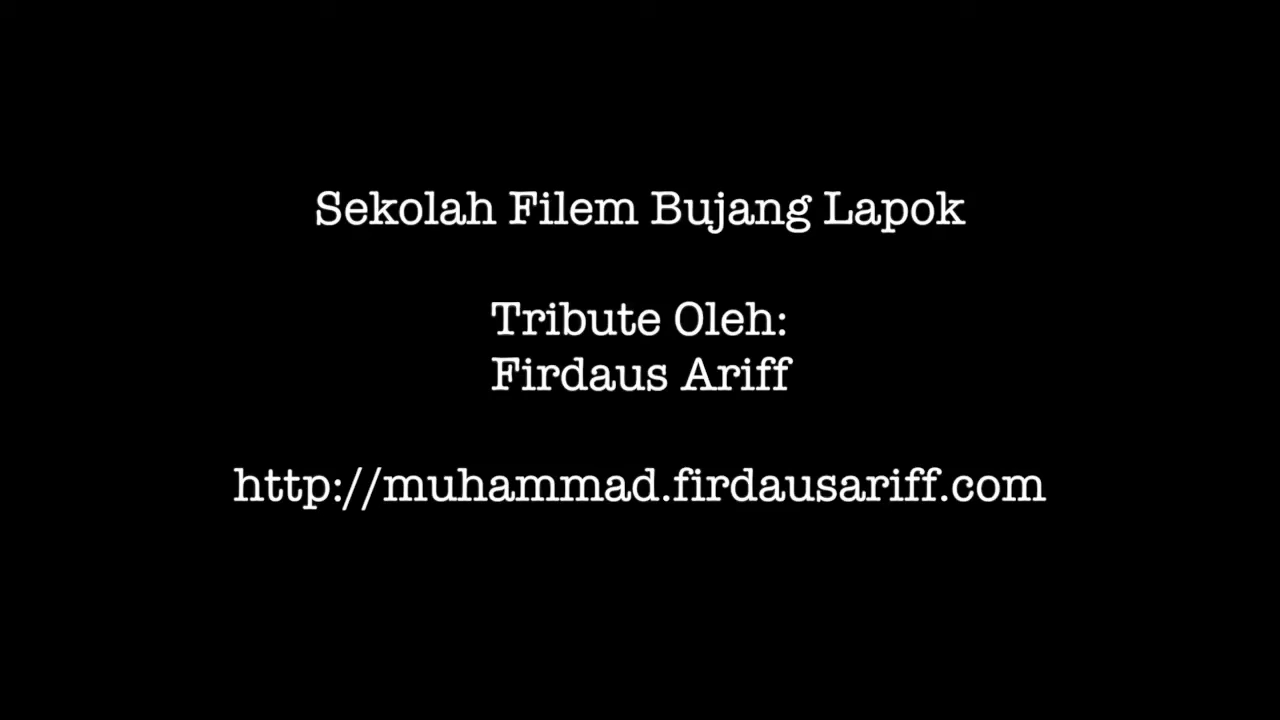 Sekolah Filem Bujang Lapok
Tribute Oleh:
Firdaus Ariff
http://muhammad.firdausariff.com